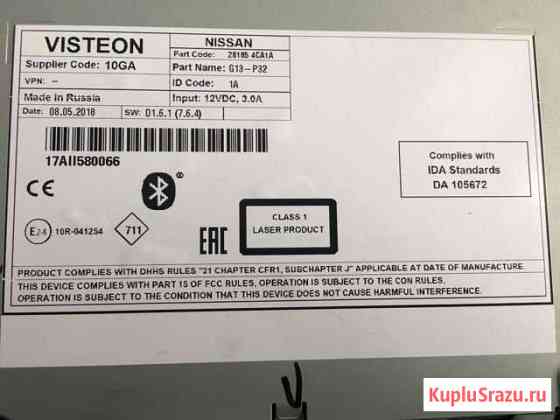 VISTEON
NISSAN
Supplier Code: 10GA
Part Code: 28185 4CA1A
VPN: –
Part Name: G13-P32
ID Code: 1A
Made in Russia
Input: 12VDC, 3.0A
Date: 08.05.2018
SW: D1.6.1 (7.6.4)
17AII580066
Complies with
IDA Standards
DA 105672
CE
E24 10R-041254
711
EAC
CLASS 1
LASER PRODUCT
PRODUCT COMPLIES WITH DHHS RULES "21 CHAPTER CFR1, SUBCHAPTER J" APPLICABLE AT DATE OF MANUFACTURE.
THIS DEVICE COMPLIES WITH PART 15 OF FCC RULES, OPERATION IS SUBJECT TO THE CON RULES.
OPERATION IS SUBJECT TO THE CONDITION THAT THIS DEVICE DOES NOT CAUSE HARMFUL INTERFERENCE.
KupluSrazu.ru